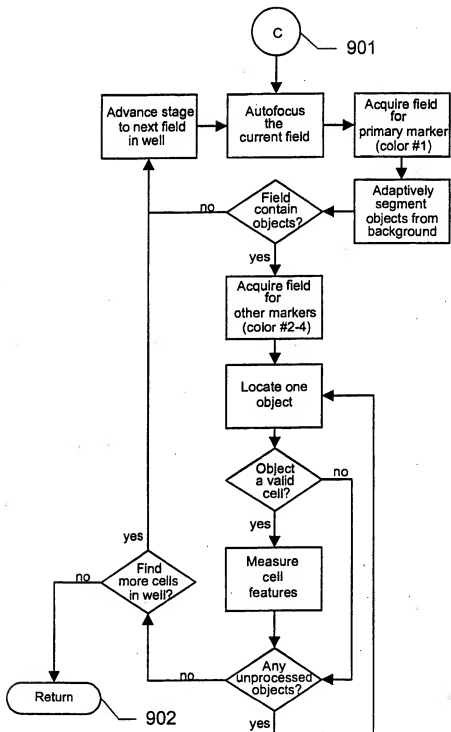 C
901
Advance stage
to next field
in well
Autofocus
the
current field
Acquire field
for
primary marker
(color #1)
Adaptively
segment
objects from
background
Field
contain
objects?
no
yes
Acquire field
for
other markers
(color #2-4)
Locate one
object
Object
a valid
cell?
no
yes
Measure
cell
features
yes
Find
more cells
in well?
no
Any
unprocessed
objects?
no
yes
Return
902